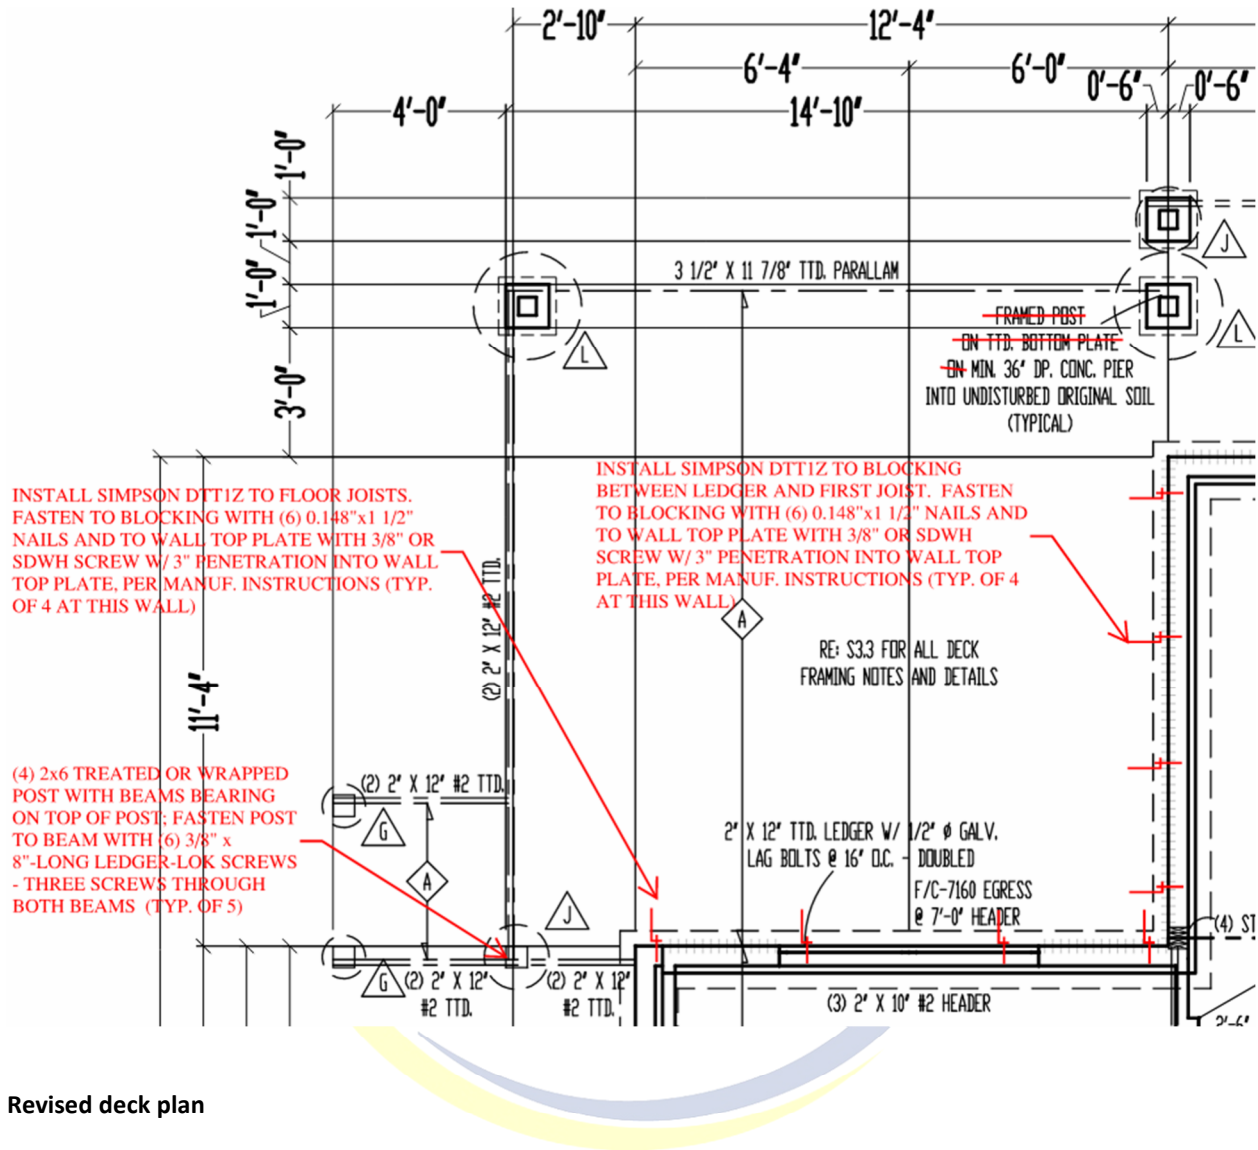 2'-10" 12'-4"
6'-4" 6'-0"
0'-6" 0'-6"
4'-0" 14'-10"
1'-0"
1'-0"
1'-0"
3'-0"
J
3 1/2" X 11 7/8" TTD. PARALLAM
L
L
FRAMED POST
ON TTD. BOTTOM PLATE
ON MIN. 36" DP. CONC. PIER
INTO UNDISTURBED ORIGINAL SOIL
(TYPICAL)
INSTALL SIMPSON DTT1Z TO FLOOR JOISTS.
FASTEN TO BLOCKING WITH (6) 0.148"x1 1/2"
NAILS AND TO WALL TOP PLATE WITH 3/8" OR
SDWH SCREW W/ 3" PENETRATION INTO WALL
TOP PLATE, PER MANUF. INSTRUCTIONS (TYP.
OF 4 AT THIS WALL)
INSTALL SIMPSON DTT1Z TO BLOCKING
BETWEEN LEDGER AND FIRST JOIST. FASTEN
TO BLOCKING WITH (6) 0.148"x1 1/2" NAILS AND
TO WALL TOP PLATE WITH 3/8" OR SDWH
SCREW W/ 3" PENETRATION INTO WALL TOP
PLATE, PER MANUF. INSTRUCTIONS (TYP. OF 4
AT THIS WALL)
(2) 2" X 12" #2 TTD.
A
RE: S3.3 FOR ALL DECK
FRAMING NOTES AND DETAILS
11'-4"
(4) 2x6 TREATED OR WRAPPED
POST WITH BEAMS BEARING
ON TOP OF POST; FASTEN POST
TO BEAM WITH (6) 3/8" x
8"-LONG LEDGER-LOK SCREWS
- THREE SCREWS THROUGH
BOTH BEAMS (TYP. OF 5)
(2) 2" X 12" #2 TTD.
G
A
2" X 12" TTD. LEDGER W/ 1/2" ø GALV.
LAG BOLTS @ 16" O.C. - DOUBLED
F/C-7160 EGRESS
@ 7'-0" HEADER
J
(4) ST
G
(2) 2" X 12"
#2 TTD.
(2) 2" X 12"
#2 TTD.
(3) 2" X 10" #2 HEADER
2'-6"
Revised deck plan